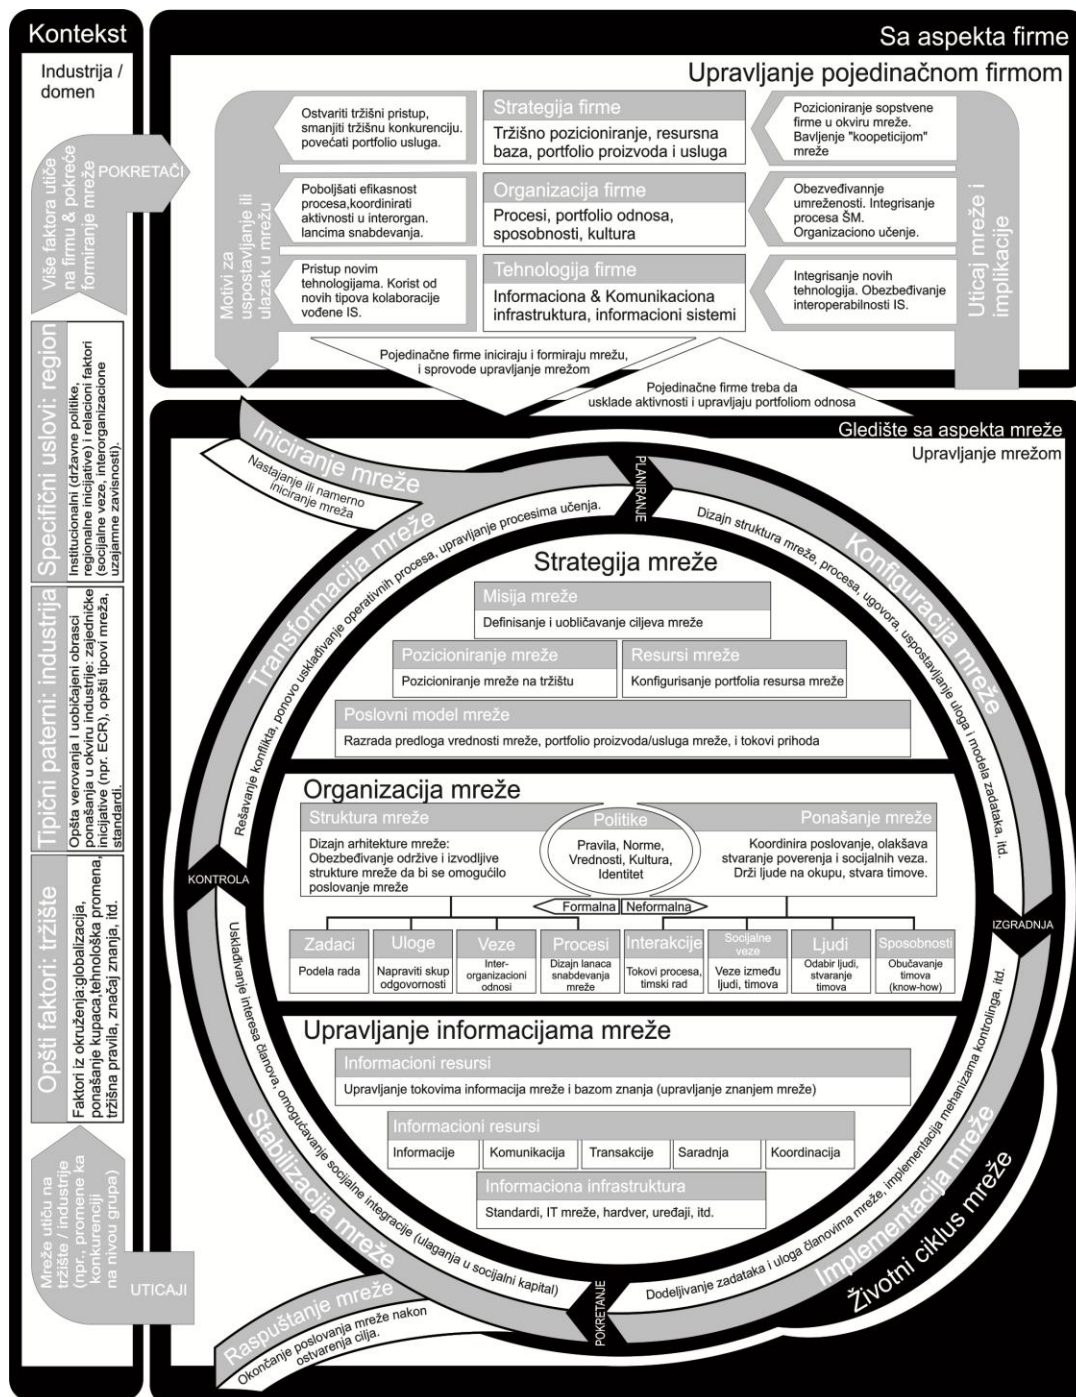 Kontekst
Industrija /
domen
Više faktora utiče
na firmu & pokreće
formiranje mreže
POKRETAČI
Specifični uslovi: region
Institucionalni (državne politike,
regionalne inicijative) i relacioni faktori
(socijalne veze, interorganizacione
uzajamne zavisnosti).
Tipični paterni: industrija
Opšta verovanja I uobičajeni obrasci
ponašanja u okviru industrije: zajedničke
inicijative (npr. ECR), opšti tipovi mreža,
standardi.
Opšti faktori: tržište
Faktori iz okruženja:globalizacija,
ponašanje kupaca,tehnološka promena,
tržišna pravila, značaj znanja, itd.
Mreže utiču na
tržište / industrije
(npr., promene ka
konkurenciji
na nivou grupa)
UTICAJI
Sa aspekta firme
Upravljanje pojedinačnom firmom
Motivi za
uspostavljanje ili
ulazak u mrežu
Ostvariti tržišni pristup,
smanjiti tržišnu konkurenciju.
povećati portfolio usluga.
Strategija firme
Tržišno pozicioniranje, resursna
baza, portfolio proizvoda i usluga
Pozicioniranje sopstvene
firme u okviru mreže.
Bavljenje "koopeticijom"
mreže
Poboljšati efikasnost
procesa,koordinirati
aktivnosti u interorgan.
lancima snabdevanja.
Organizacija firme
Procesi, portfolio odnosa,
sposobnosti, kultura
Obezveđivannje
umreženosti. Integrisanje
procesa ŠM.
Organizaciono učenje.
Pristup novim
tehnologijama. Korist od
novih tipova kolaboracije
vođene IS.
Tehnologija firme
Informaciona & Komunikaciona
infrastruktura, informacioni sistemi
Integrisanje novih
tehnologija. Obezbeđivanje
interoperabilnosti IS.
Uticaj mreže i
implikacije
Pojedinačne firme iniciraju i formiraju mrežu,
i sprovode upravljanje mrežom
Pojedinačne firme treba da
usklade aktivnosti i upravljaju portfoliom odnosa
Gledište sa aspekta mreže
Upravljanje mrežom
Iniciranje mreže
Nastajanje ili namerno
iniciranje mreža
Transformacija mreže
Rešavanje konflikta, ponovo usklađivanje operativnih procesa, upravljanje procesima učenja.
PLANIRANJE
Konfiguracija mreže
Dizajn struktura mreže, procesa, ugovora, uspostavljanje uloga i modela zadataka, itd.
Strategija mreže
Misija mreže
Definisanje i uobličavanje ciljeva mreže
Pozicioniranje mreže
Pozicioniranje mreže na tržištu
Resursi mreže
Konfigurisanje portfolia resursa mreže
Poslovni model mreže
Razrada predloga vrednosti mreže, portfolio proizvoda/usluga mreže, i tokovi prihoda
Organizacija mreže
Struktura mreže
Dizajn arhitekture mreže:
Obezbeđivanje održive i izvodljive
strukture mreže da bi se omogućilo
poslovanje mreže
Politike
Pravila, Norme,
Vrednosti, Kultura,
Identitet
Ponašanje mreže
Koordinira poslovanje, olakšava
stvaranje poverenja i socijalnih veza.
Drži ljude na okupu, stvara timove.
Formalna
Neformalna
KONTROLA
IZGRADNJA
Zadaci
Podela rada
Uloge
Napraviti skup
odgovornosti
Veze
Inter-
organizacioni
odnosi
Procesi
Dizajn lanaca
snabdevanja
mreže
Interakcije
Tokovi procesa,
timski rad
Socijalne
veze
Veze između
ljudi, timova
Ljudi
Odabir ljudi,
stvaranje
timova
Sposobnosti
Obučavanje
timova
(know-how)
Upravljanje informacijama mreže
Informacioni resursi
Upravljanje tokovima informacija mreže i bazom znanja (upravljanje znanjem mreže)
Informacioni resursi
Informacije
Komunikacija
Transakcije
Saradnja
Koordinacija
Informaciona infrastruktura
Standardi, IT mreže, hardver, uređaji, itd.
Stabilizacija mreže
Usklađivanje interesa članova, omogućavanje socijalne integracije (ulaganja u socijalni kapital)
POKRETANJE
Implementacija mreže
Dodeljivanje zadataka i uloga članovima mreže, implementacija mehanizama kontrolinga, itd.
Životni ciklus mreže
Raspuštanje mreže
Okončanje poslovanja mreže nakon
ostvarenja cilja.